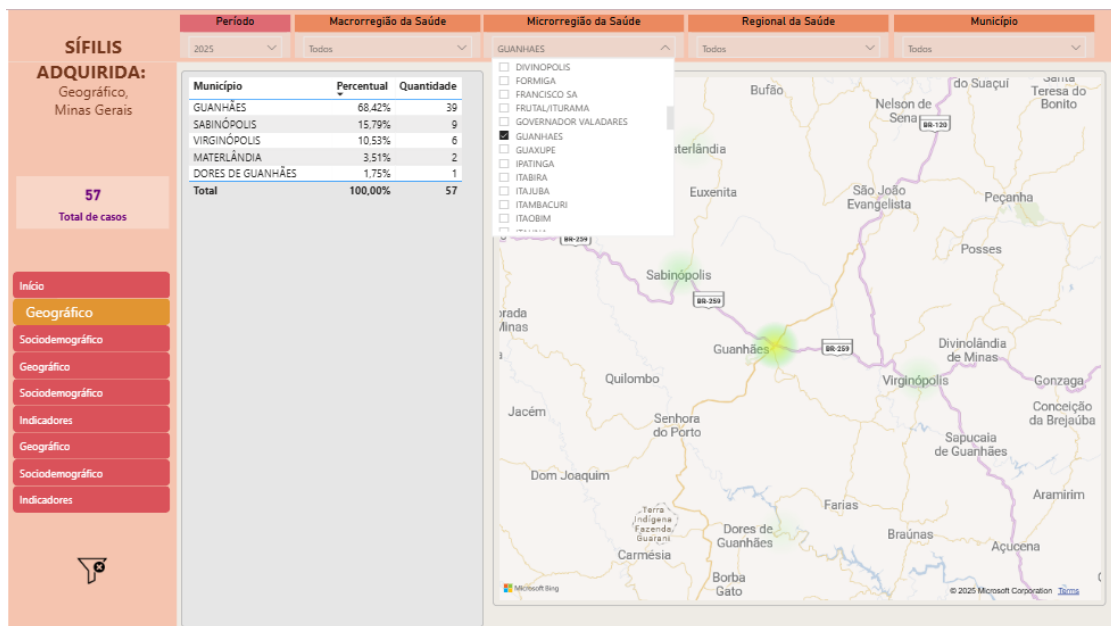 SÍFILIS
ADQUIRIDA:
Geográfico,
Minas Gerais
57
Total de casos
Início
Geográfico
Sociodemográfico
Geográfico
Sociodemográfico
Indicadores
Geográfico
Sociodemográfico
Indicadores
Período
2025
Macrorregião da Saúde
Todos
Microrregião da Saúde
GUANHAES
Regional da Saúde
Todos
Município
Todos
DIVINOPOLIS
FORMIGA
FRANCISCO SA
FRUTAL/ITURAMA
GOVERNADOR VALADARES
GUANHAES
GUAXUPE
IPATINGA
ITABIRA
ITAJUBA
ITAMBACURI
ITAOBIM
Município Percentual Quantidade
GUANHÃES 68,42% 39
SABINÓPOLIS 15,79% 9
VIRGINÓPOLIS 10,53% 6
MATERLÂNDIA 3,51% 2
DORES DE GUANHÃES 1,75% 1
Total 100,00% 57
Bufão
do Suaçuí
Santa
Teresa do
Bonito
Nelson de
Sena
BR-120
terlândia
Euxenita
São João
Evangelista
Peçanha
BR-259
Posses
Sabinópolis
BR-259
rada
Minas
Guanhães
BR-259
Divinolândia
de Minas
Quilombo
Virginópolis
Gonzaga
Jacém
Senhora
do Porto
Conceição
da Brejaúba
Sapucaia
de Guanhães
Dom Joaquim
Aramirim
Terra
Indígena
Fazenda
Guarani
Farias
Dores de
Guanhães
Braúnas
Açucena
Carmésia
Borba
Gato
Microsoft Bing
© 2025 Microsoft Corporation Terms